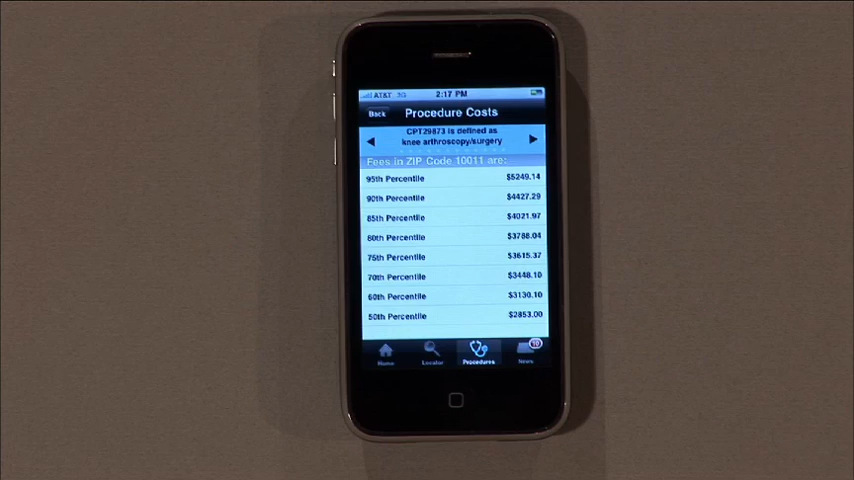 AT&T 3G 2:17 PM
Back Procedure Costs
CPT29873 is defined as
knee arthroscopy/surgery
Fees in ZIP Code 10011 are:
95th Percentile $5249.14
90th Percentile $4427.29
85th Percentile $4021.97
80th Percentile $3788.04
75th Percentile $3615.37
70th Percentile $3448.10
60th Percentile $3130.10
50th Percentile $2853.00
10
Home Locator Procedures News